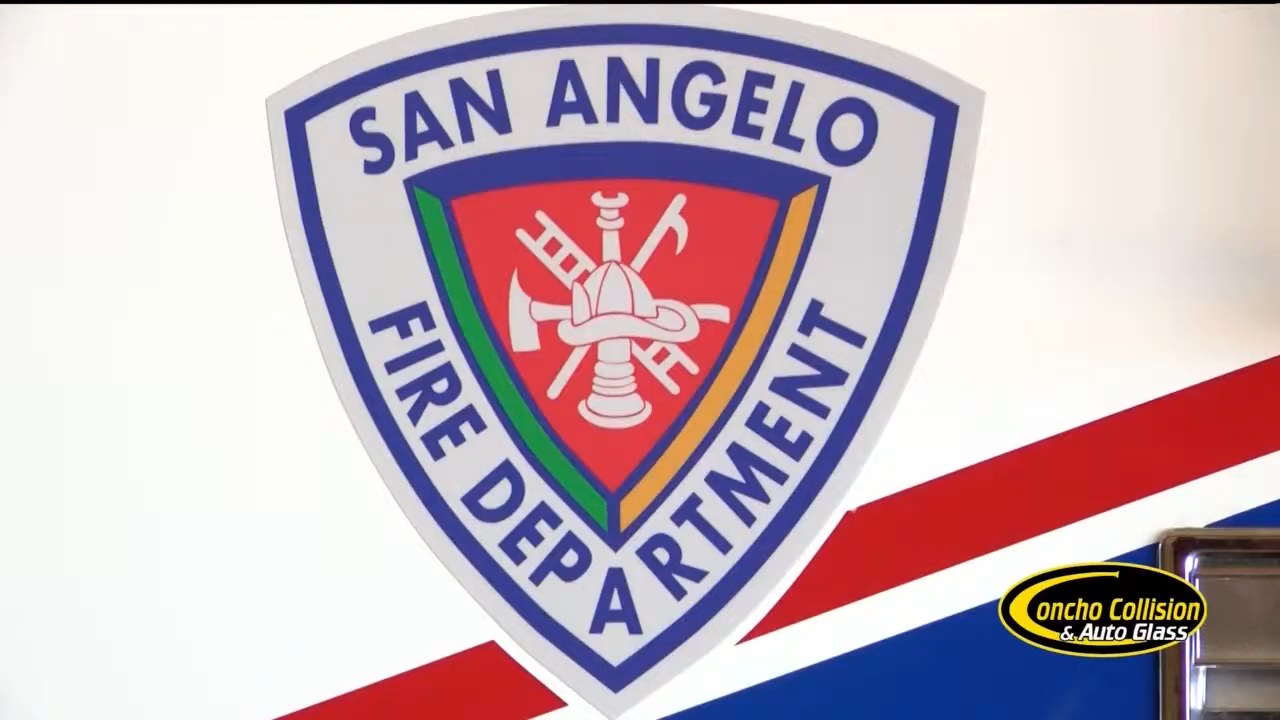 SAN ANGELO
FIRE DEPARTMENT
Concho Collision
& Auto Glass